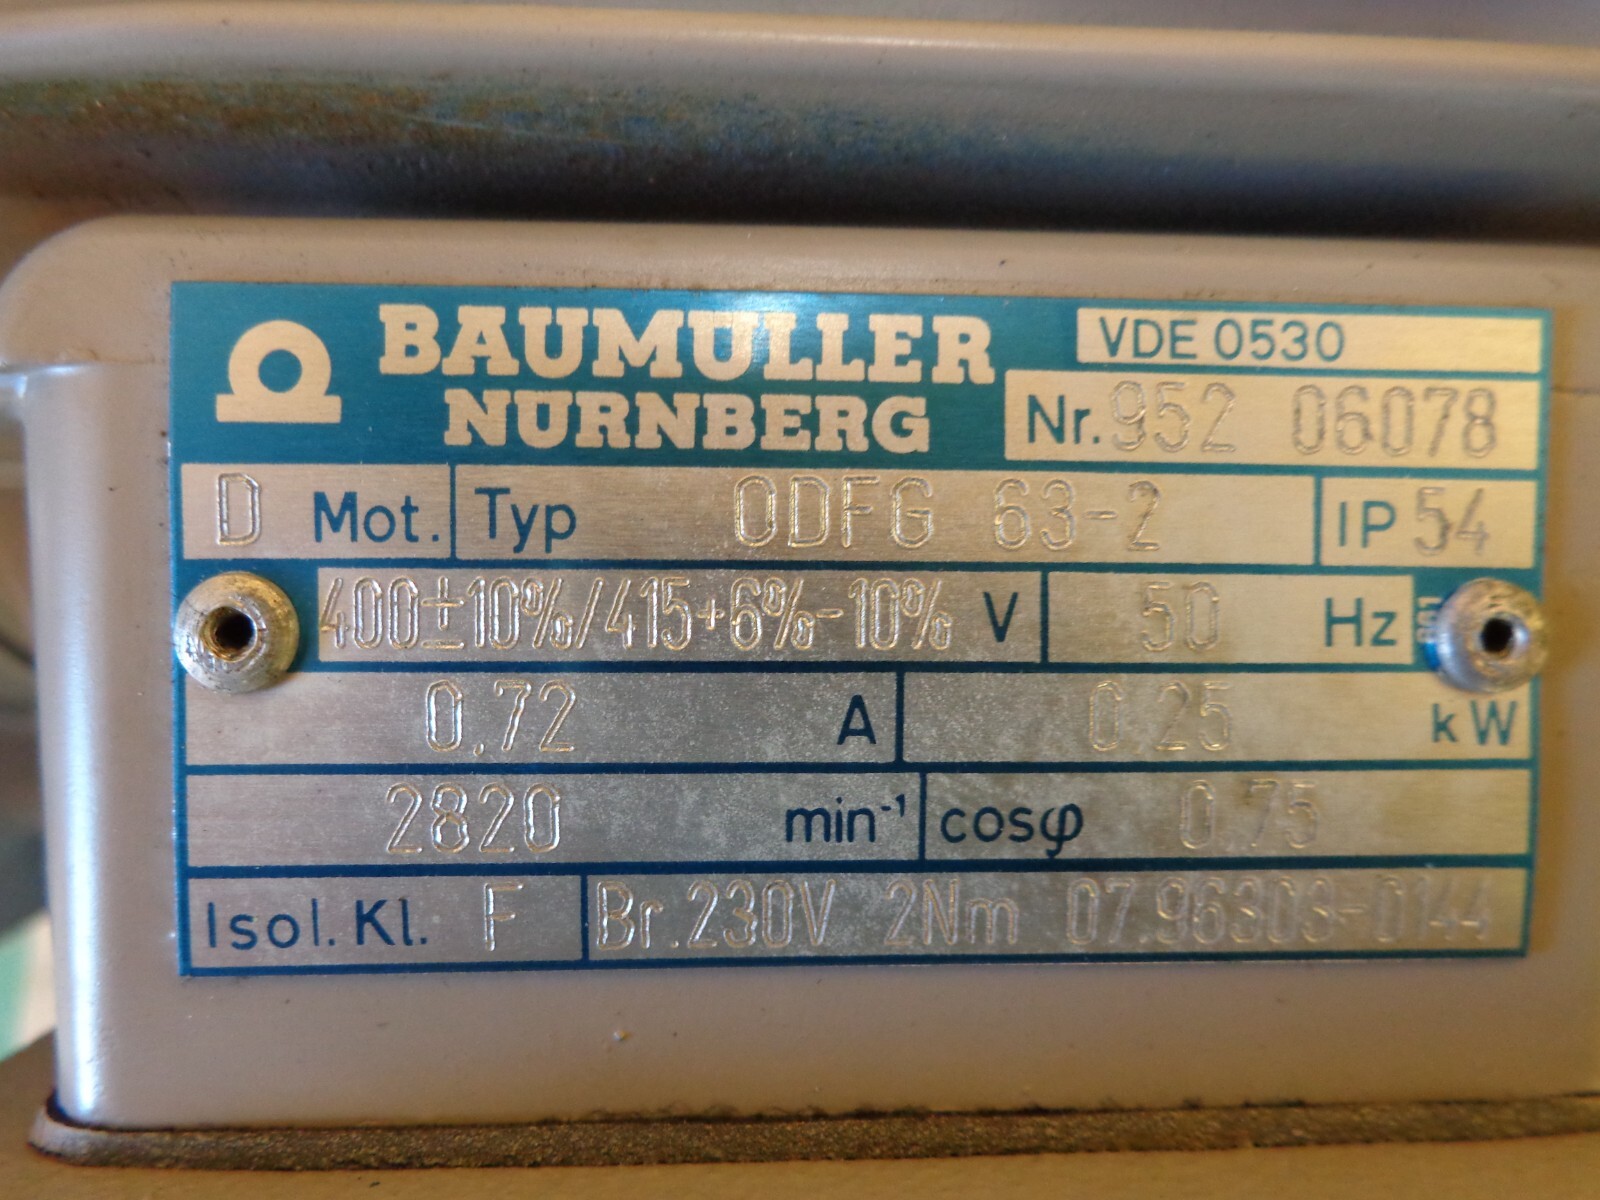 BAUMÜLLER
NÜRNBERG
VDE 0530
Nr. 952 06078
D Mot. Typ ODFG 63-2 IP 54
400±10%/415+6%-10% V 50 Hz
0.72 A 0.25 kW
2820 min⁻¹ cosφ 0.75
Isol. Kl. F Br.230V 2Nm 07.96303-0144